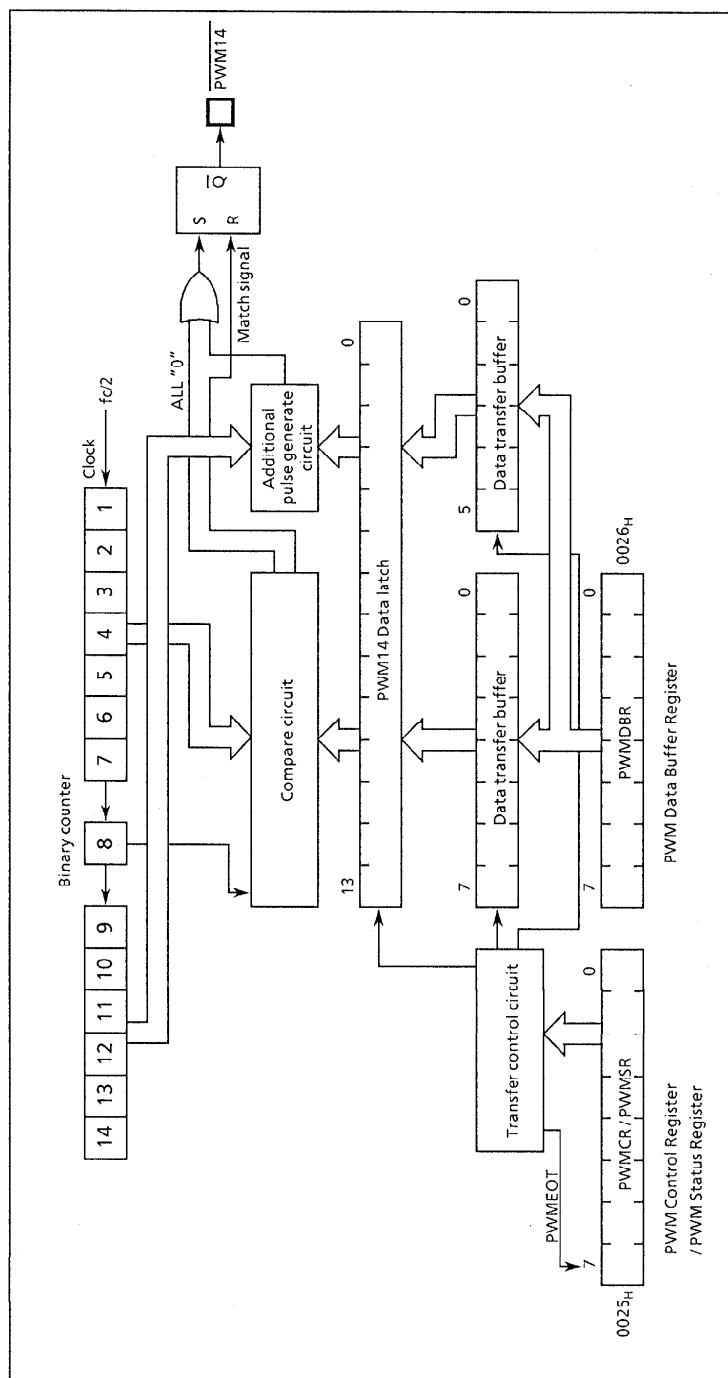 Binary counter
Clock
fc/2
14 13 12 11 10 9 8 7 6 5 4 3 2 1
ALL "0"
Match signal
S
R
Q
PWM14
Compare circuit
Additional
pulse generate
circuit
13
0
PWM14 Data latch
Transfer control circuit
PWMEOT
7
0
Data transfer buffer
5
0
Data transfer buffer
0025H
7
0
PWMCR / PWMSR
PWM Control Register
/ PWM Status Register
7
0
0026H
PWMDBR
PWM Data Buffer Register